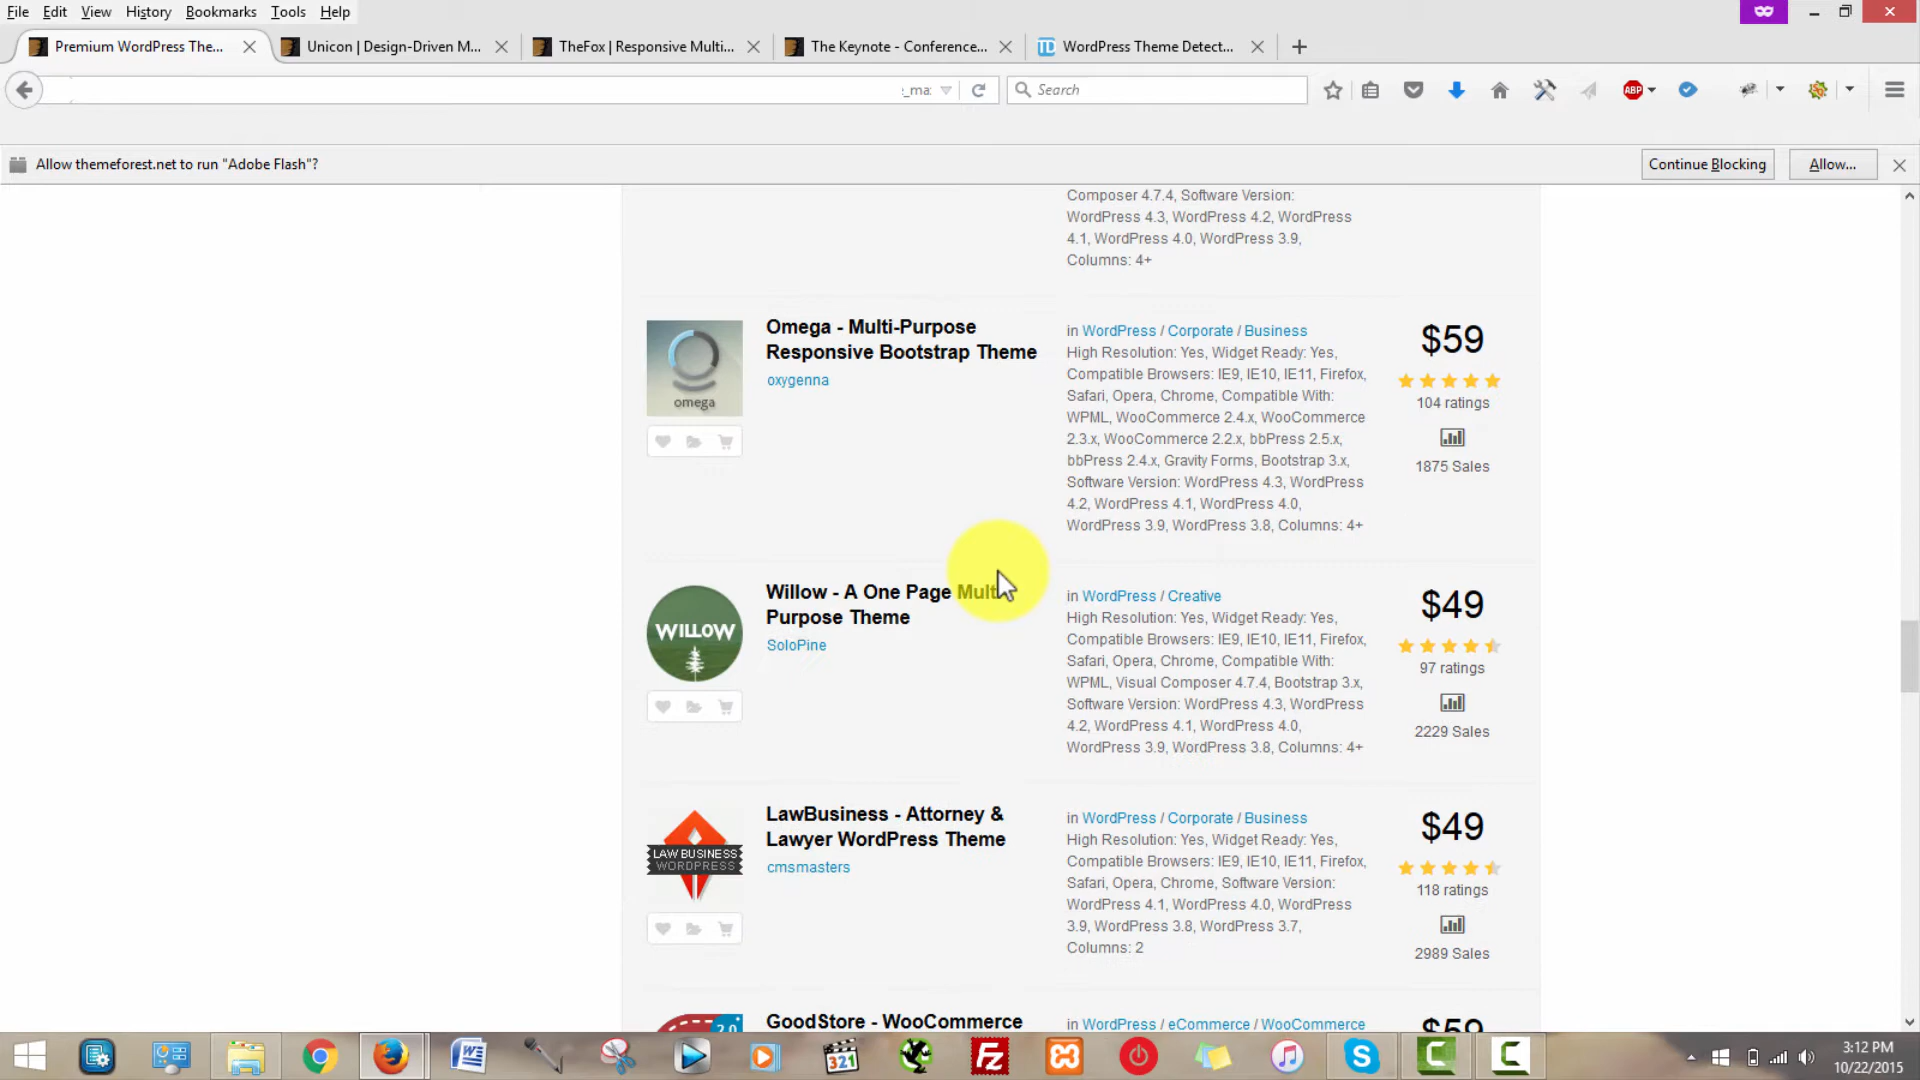 File Edit View History Bookmarks Tools Help
Premium WordPress The... Unicon | Design-Driven M... TheFox | Responsive Multi... The Keynote - Conference... WordPress Theme Detect...
_ma: Search ABP
Allow themeforest.net to run "Adobe Flash"? Continue Blocking Allow...
Composer 4.7.4, Software Version:
WordPress 4.3, WordPress 4.2, WordPress
4.1, WordPress 4.0, WordPress 3.9,
Columns: 4+
omega
Omega - Multi-Purpose
Responsive Bootstrap Theme
oxygenna
in WordPress / Corporate / Business
High Resolution: Yes, Widget Ready: Yes,
Compatible Browsers: IE9, IE10, IE11, Firefox,
Safari, Opera, Chrome, Compatible With:
WPML, WooCommerce 2.4.x, WooCommerce
2.3.x, WooCommerce 2.2.x, bbPress 2.5.x,
bbPress 2.4.x, Gravity Forms, Bootstrap 3.x,
Software Version: WordPress 4.3, WordPress
4.2, WordPress 4.1, WordPress 4.0,
WordPress 3.9, WordPress 3.8, Columns: 4+
$59
104 ratings
1875 Sales
WILLOW
Willow - A One Page Multi
Purpose Theme
SoloPine
in WordPress / Creative
High Resolution: Yes, Widget Ready: Yes,
Compatible Browsers: IE9, IE10, IE11, Firefox,
Safari, Opera, Chrome, Compatible With:
WPML, Visual Composer 4.7.4, Bootstrap 3.x,
Software Version: WordPress 4.3, WordPress
4.2, WordPress 4.1, WordPress 4.0,
WordPress 3.9, WordPress 3.8, Columns: 4+
$49
97 ratings
2229 Sales
LAW BUSINESS
WORDPRESS
LawBusiness - Attorney &
Lawyer WordPress Theme
cmsmasters
in WordPress / Corporate / Business
High Resolution: Yes, Widget Ready: Yes,
Compatible Browsers: IE9, IE10, IE11, Firefox,
Safari, Opera, Chrome, Software Version:
WordPress 4.1, WordPress 4.0, WordPress
3.9, WordPress 3.8, WordPress 3.7,
Columns: 2
$49
118 ratings
2989 Sales
2.0
GoodStore - WooCommerce
in WordPress / eCommerce / WooCommerce
$59
321
3:12 PM
10/22/2015